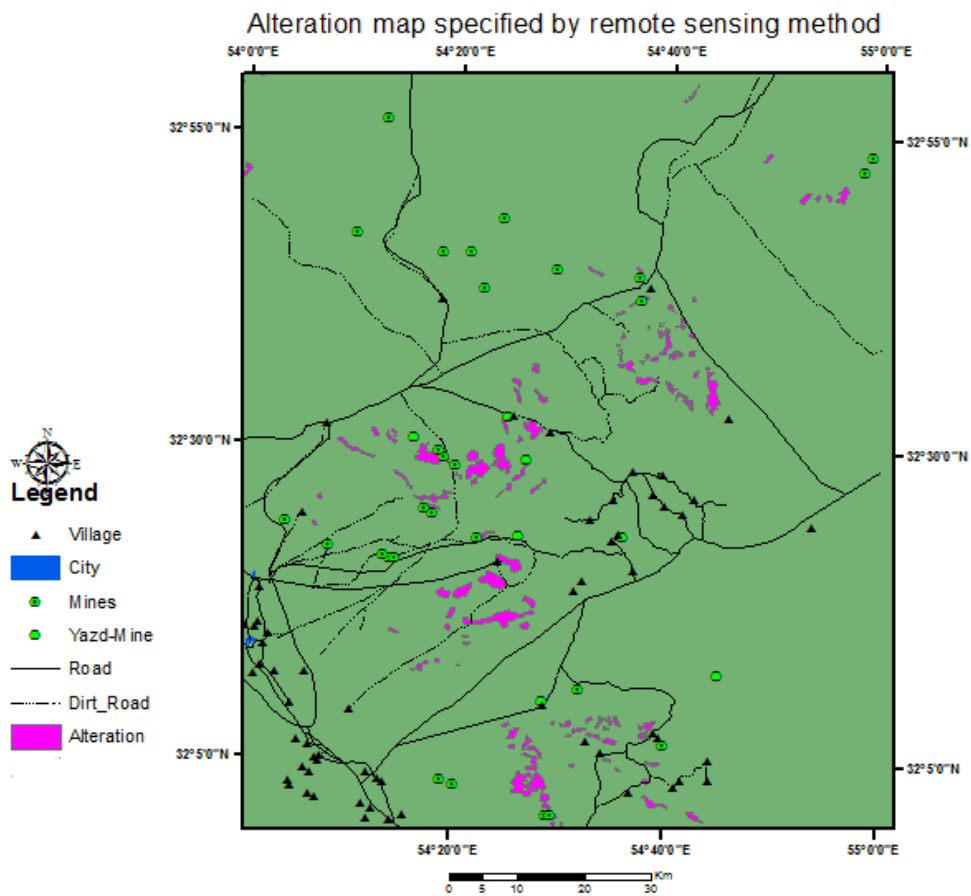 Alteration map specified by remote sensing method
54°0'0"E
54°20'0"E
54°40'0"E
55°0'0"E
32°55'0"N
32°55'0"N
32°30'0"N
32°30'0"N
N
W
E
S
Legend
Village
City
Mines
Yazd-Mine
Road
Dirt_Road
Alteration
32°5'0"N
32°5'0"N
54°20'0"E
54°40'0"E
55°0'0"E
Km
0 5 10 20 30